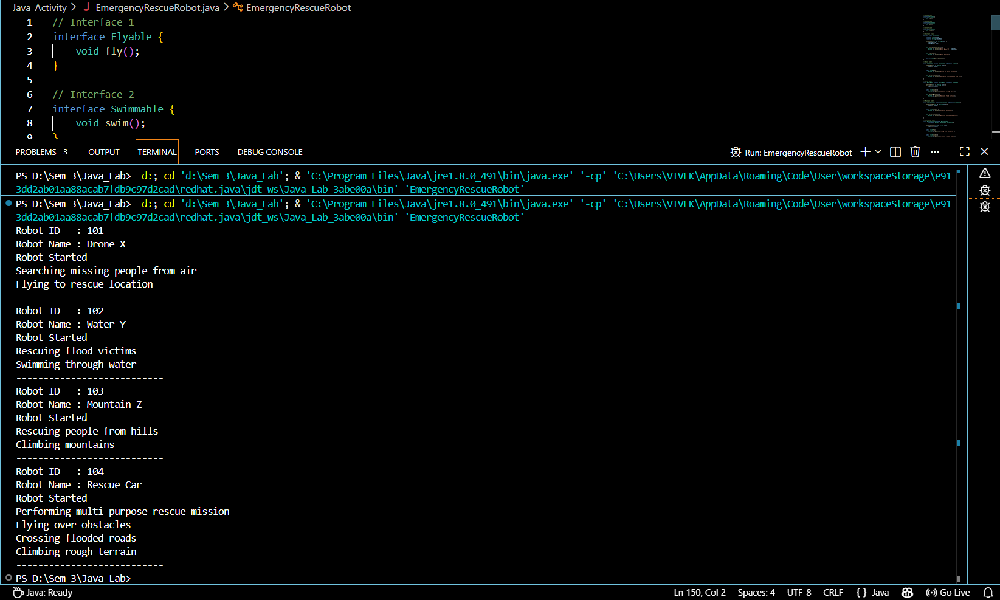 Java_Activity > J EmergencyRescueRobot.java > EmergencyRescueRobot
1 // Interface 1
2 interface Flyable {
3 void fly();
4 }
5
6 // Interface 2
7 interface Swimmable {
8 void swim();
9 }
PROBLEMS 3 OUTPUT TERMINAL PORTS DEBUG CONSOLE Run: EmergencyRescueRobot
PS D:\Sem 3\Java_Lab> d:; cd 'd:\Sem 3\Java_Lab'; & 'C:\Program Files\Java\jre1.8.0_491\bin\java.exe' '-cp' 'C:\Users\VIVEK\AppData\Roaming\Code\User\workspaceStorage\e91
3dd2ab01aa88acab7fdb9c97d2cad\redhat.java\jdt_ws\Java_Lab_3abe00a\bin' 'EmergencyRescueRobot'
PS D:\Sem 3\Java_Lab> d:; cd 'd:\Sem 3\Java_Lab'; & 'C:\Program Files\Java\jre1.8.0_491\bin\java.exe' '-cp' 'C:\Users\VIVEK\AppData\Roaming\Code\User\workspaceStorage\e91
3dd2ab01aa88acab7fdb9c97d2cad\redhat.java\jdt_ws\Java_Lab_3abe00a\bin' 'EmergencyRescueRobot'
Robot ID   : 101
Robot Name : Drone X
Robot Started
Searching missing people from air
Flying to rescue location
---------------------------
Robot ID   : 102
Robot Name : Water Y
Robot Started
Rescuing flood victims
Swimming through water
---------------------------
Robot ID   : 103
Robot Name : Mountain Z
Robot Started
Rescuing people from hills
Climbing mountains
---------------------------
Robot ID   : 104
Robot Name : Rescue Car
Robot Started
Performing multi-purpose rescue mission
Flying over obstacles
Crossing flooded roads
Climbing rough terrain
---------------------------
PS D:\Sem 3\Java_Lab>
Java: Ready Ln 150, Col 2 Spaces: 4 UTF-8 CRLF {} Java Go Live